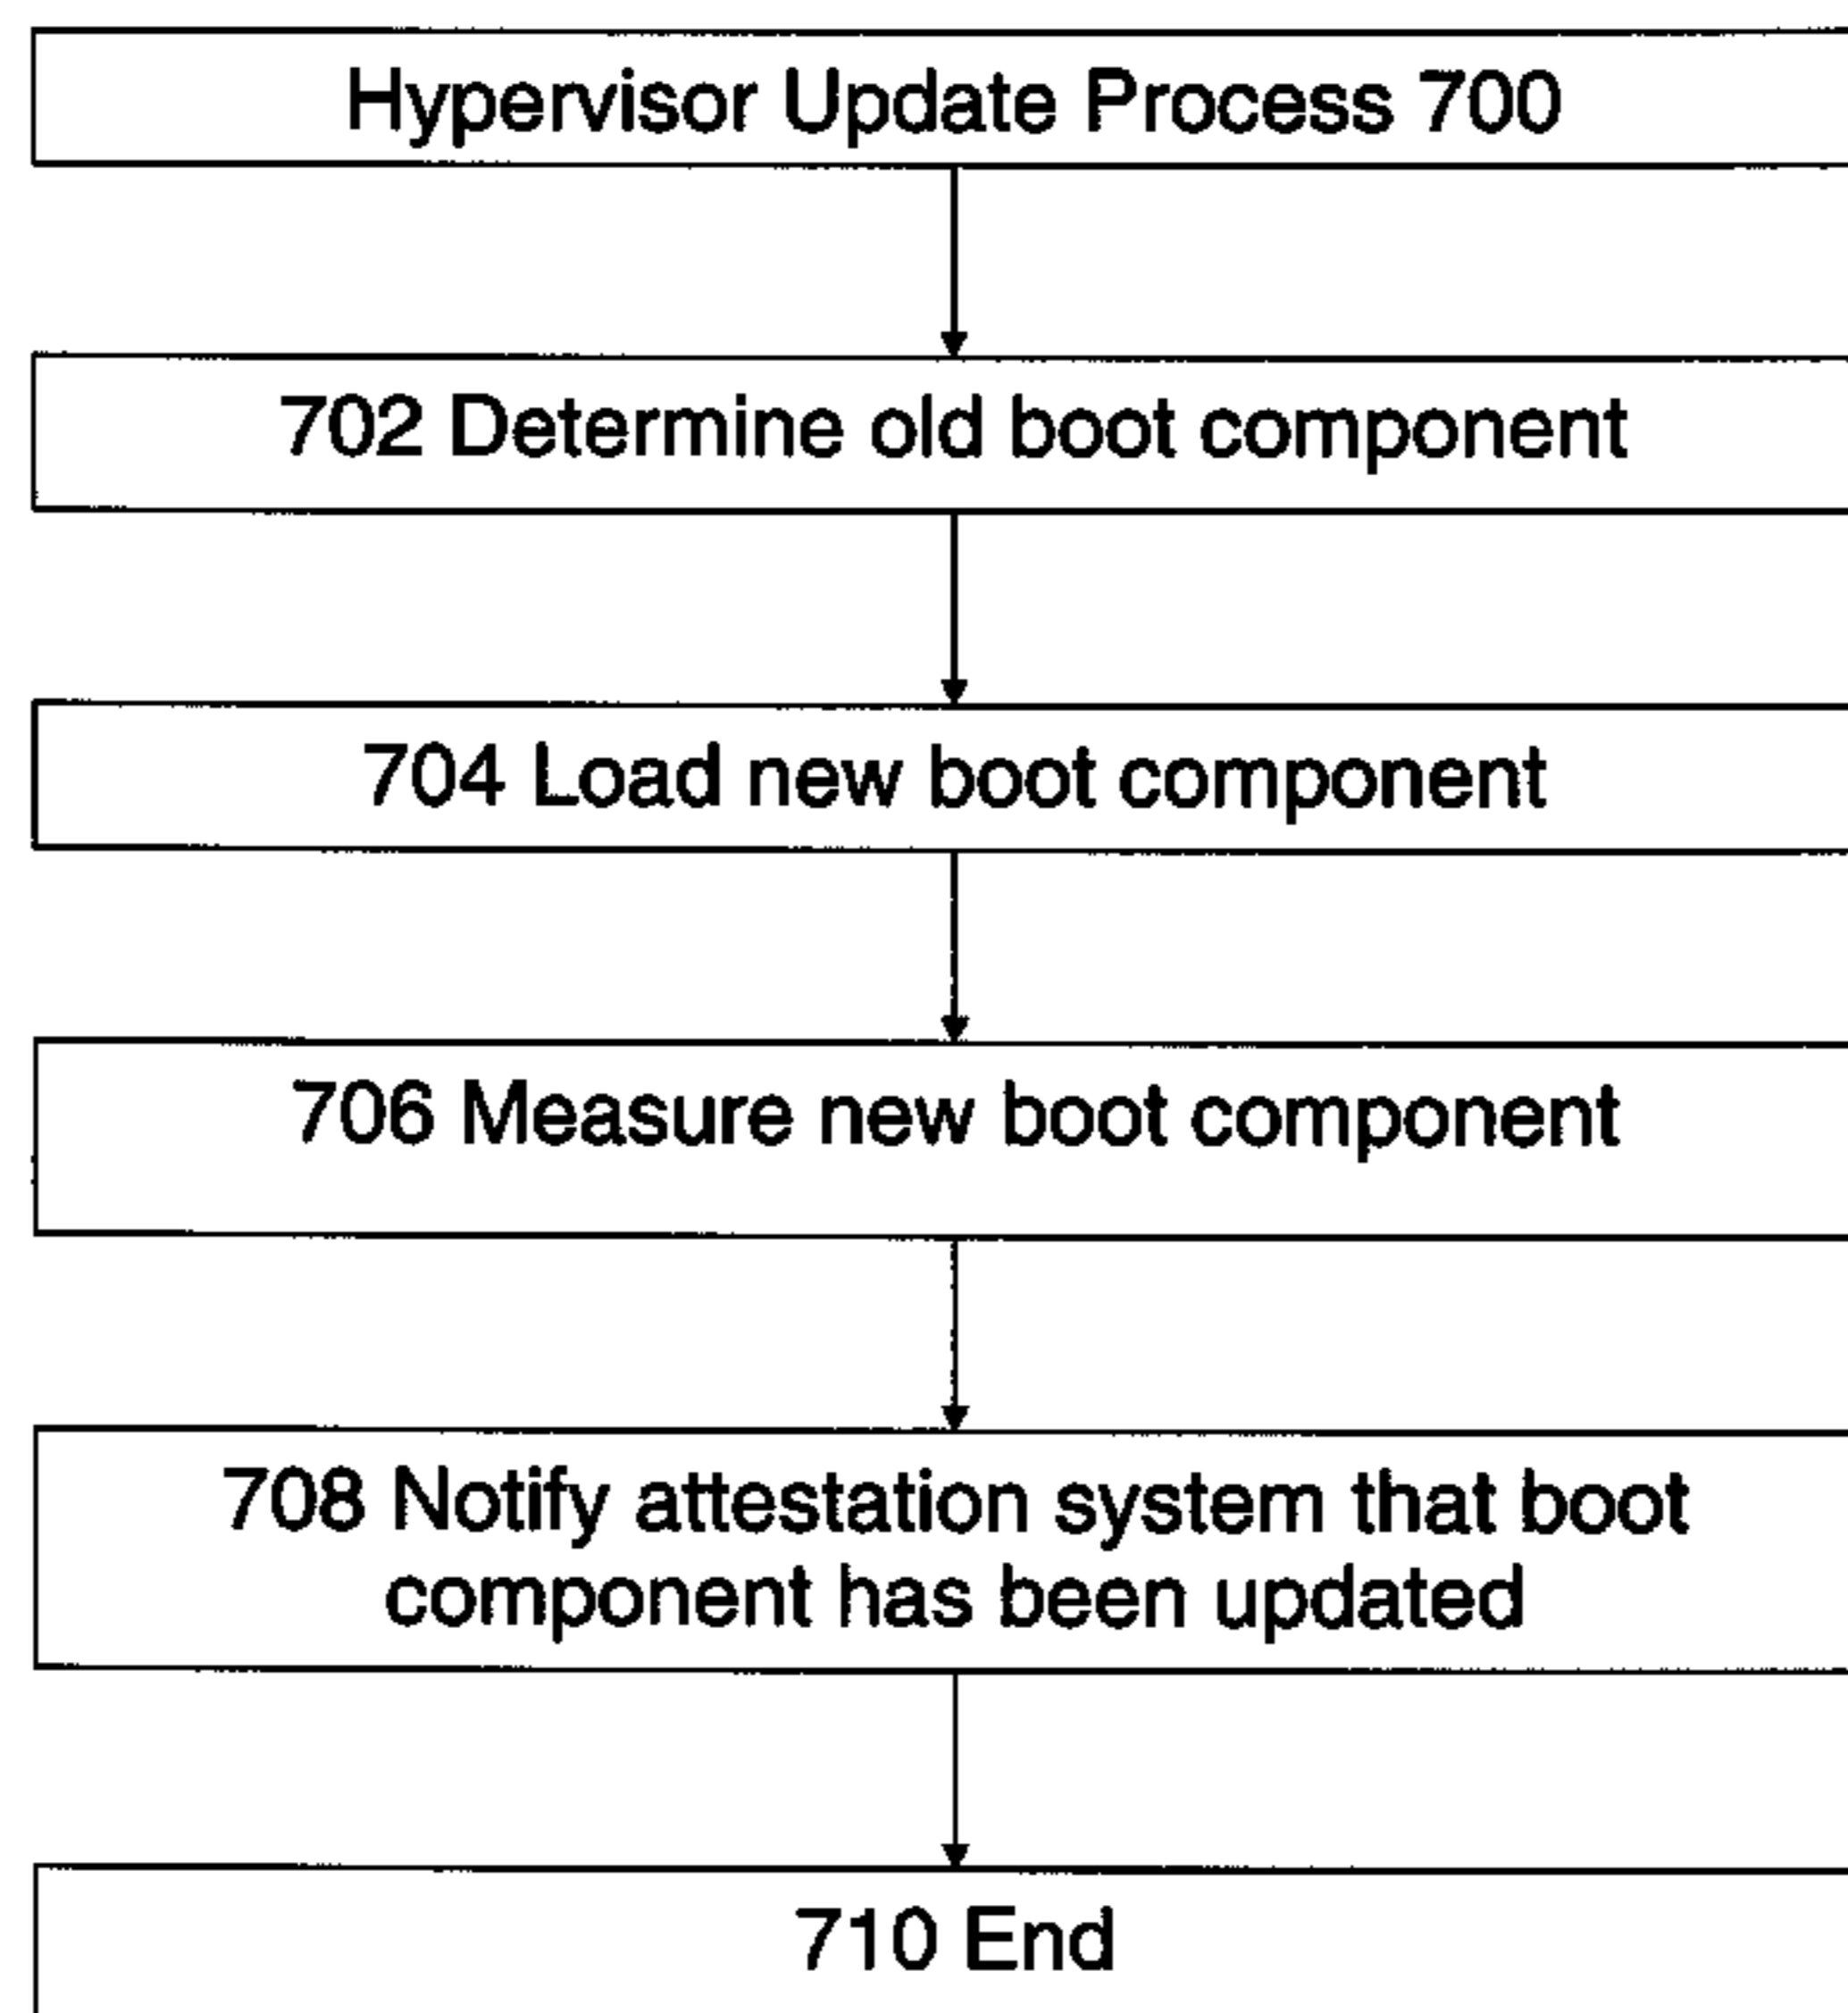 Hypervisor Update Process 700
702 Determine old boot component
704 Load new boot component
706 Measure new boot component
708 Notify attestation system that boot
component has been updated
710 End